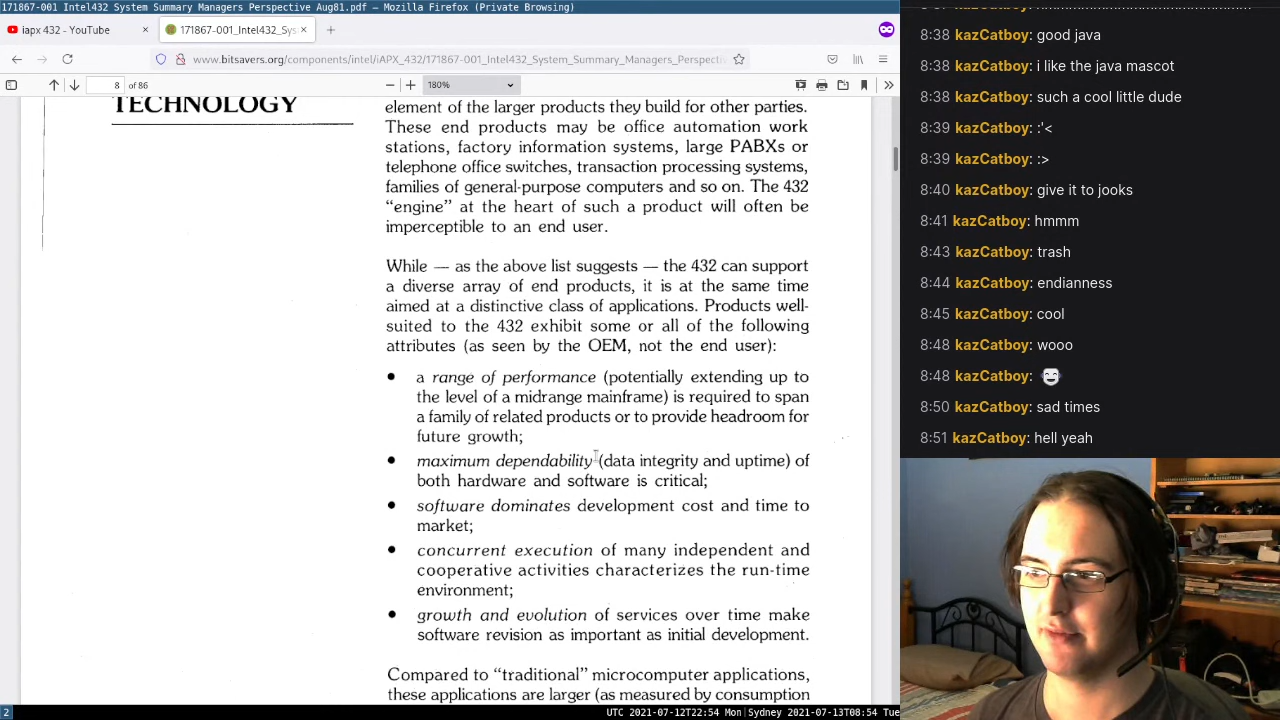 171867-001 Intel432 System Summary Managers Perspective Aug81.pdf - Mozilla Firefox (Private Browsing)
iapx 432 - YouTube
171867-001_Intel432_Sys
www.bitsavers.org/components/intel/iAPX_432/171867-001_Intel432_System_Summary_Managers_Perspecti
8 of 86
180%
TECHNOLOGY
element of the larger products they build for other parties.
These end products may be office automation work
stations, factory information systems, large PABXs or
telephone office switches, transaction processing systems,
families of general-purpose computers and so on. The 432
“engine” at the heart of such a product will often be
imperceptible to an end user.
While — as the above list suggests — the 432 can support
a diverse array of end products, it is at the same time
aimed at a distinctive class of applications. Products well-
suited to the 432 exhibit some or all of the following
attributes (as seen by the OEM, not the end user):
• a range of performance (potentially extending up to
the level of a midrange mainframe) is required to span
a family of related products or to provide headroom for
future growth;
• maximum dependability (data integrity and uptime) of
both hardware and software is critical;
• software dominates development cost and time to
market;
• concurrent execution of many independent and
cooperative activities characterizes the run-time
environment;
• growth and evolution of services over time make
software revision as important as initial development.
Compared to “traditional” microcomputer applications,
these applications are larger (as measured by consumption
8:38 kazCatboy: good java
8:38 kazCatboy: i like the java mascot
8:38 kazCatboy: such a cool little dude
8:39 kazCatboy: :'<
8:39 kazCatboy: :>
8:40 kazCatboy: give it to jooks
8:41 kazCatboy: hmmm
8:43 kazCatboy: trash
8:44 kazCatboy: endianness
8:45 kazCatboy: cool
8:48 kazCatboy: wooo
8:48 kazCatboy:
8:50 kazCatboy: sad times
8:51 kazCatboy: hell yeah
2
UTC 2021-07-12T22:54 Mon|Sydney 2021-07-13T08:54 Tue